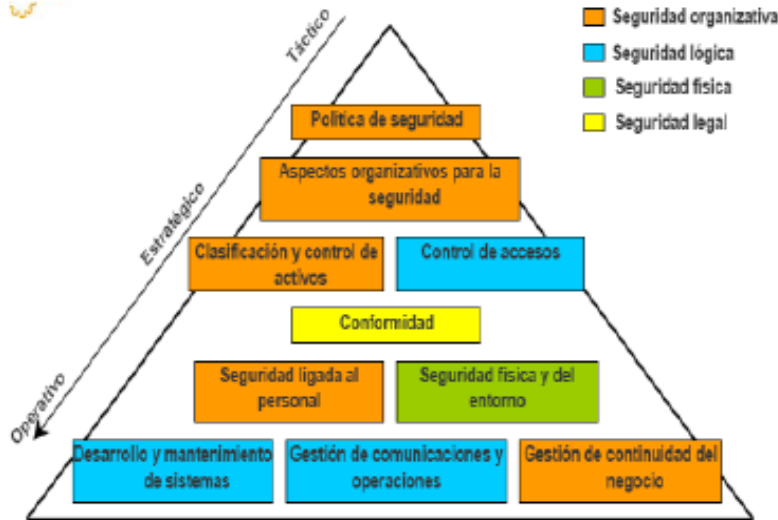 Táctico
Estratégico
Operativo
Seguridad organizativa
Seguridad lógica
Seguridad física
Seguridad legal
Política de seguridad
Aspectos organizativos para la
seguridad
Clasificación y control de
activos
Control de accesos
Conformidad
Seguridad ligada al
personal
Seguridad física y del
entorno
Desarrollo y mantenimiento
de sistemas
Gestión de comunicaciones y
operaciones
Gestión de continuidad del
negocio